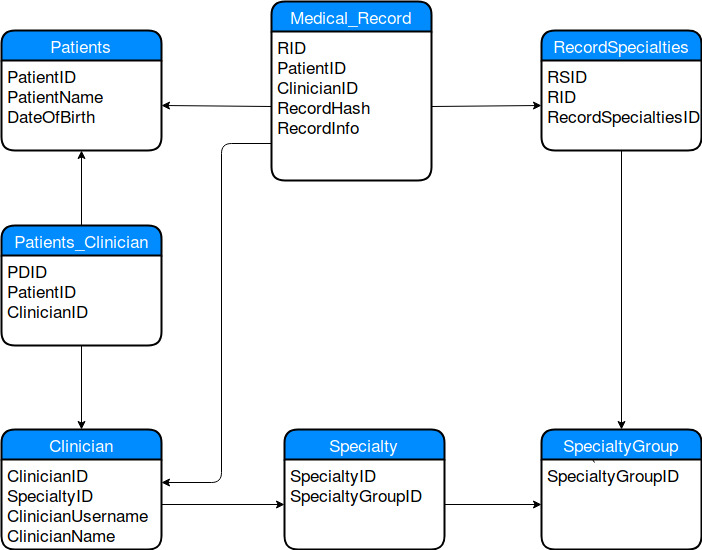 Patients
PatientID
PatientName
DateOfBirth
Medical_Record
RID
PatientID
ClinicianID
RecordHash
RecordInfo
RecordSpecialties
RSID
RID
RecordSpecialtiesID
Patients_Clinician
PDID
PatientID
ClinicianID
Clinician
ClinicianID
SpecialtyID
ClinicianUsername
ClinicianName
Specialty
SpecialtyID
SpecialtyGroupID
SpecialtyGroup
SpecialtyGroupID